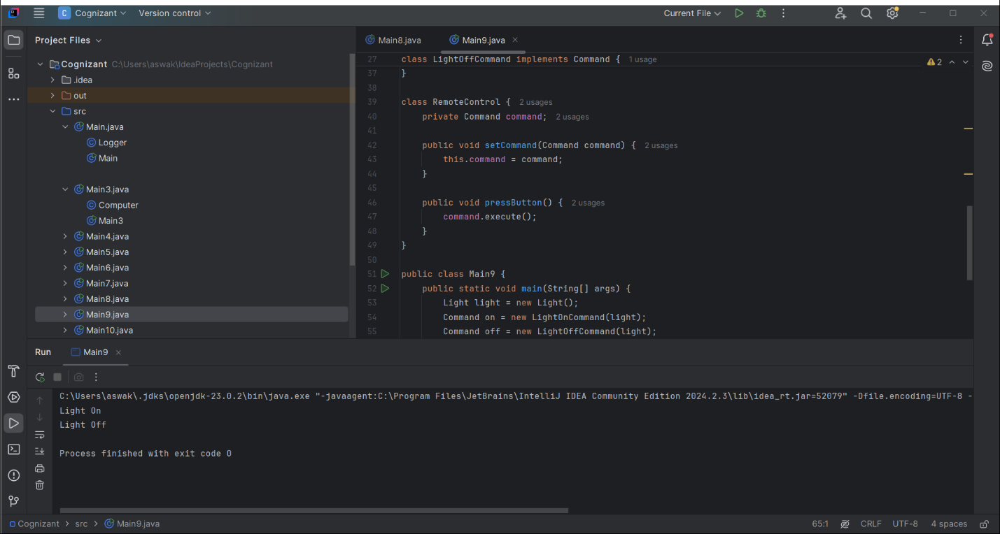 C Cognizant Version control Current File
Project Files
Cognizant C:\Users\aswak\IdeaProjects\Cognizant
.idea
out
src
Main.java
Logger
Main
Main3.java
Computer
Main3
Main4.java
Main5.java
Main6.java
Main7.java
Main8.java
Main9.java
Main10.java
Main8.java Main9.java
27 class LightOffCommand implements Command { 1 usage
2
37 }
38
39 class RemoteControl { 2 usages
40 private Command command; 2 usages
41
42 public void setCommand(Command command) { 2 usages
43 this.command = command;
44 }
45
46 public void pressButton() { 2 usages
47 command.execute();
48 }
49 }
50
51 public class Main9 {
52 public static void main(String[] args) {
53 Light light = new Light();
54 Command on = new LightOnCommand(light);
55 Command off = new LightOffCommand(light);
Run Main9
C:\Users\aswak\.jdks\openjdk-23.0.2\bin\java.exe "-javaagent:C:\Program Files\JetBrains\IntelliJ IDEA Community Edition 2024.2.3\lib\idea_rt.jar=52079" -Dfile.encoding=UTF-8 -
Light On
Light Off
Process finished with exit code 0
Cognizant > src > Main9.java 65:1 CRLF UTF-8 4 spaces